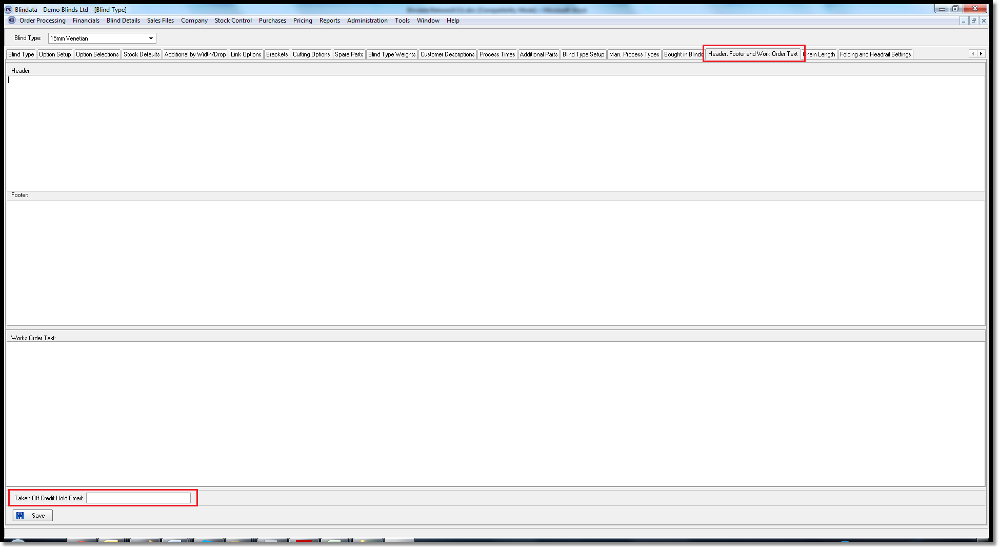 Blindata - Demo Blinds Ltd - [Blind Type]
Order Processing Financials Blind Details Sales Files Company Stock Control Purchases Pricing Reports Administration Tools Window Help
Blind Type: 15mm Venetian
Blind Type Option Setup Option Selections Stock Defaults Additional by Width/Drop Link Options Brackets Cutting Options Spare Parts Blind Type Weights Customer Descriptions Process Times Additional Parts Blind Type Setup Man. Process Types Bought in Blinds Header, Footer and Work Order Text Chain Length Folding and Headrail Settings
Header:
Footer:
Works Order Text:
Taken Off Credit Hold Email:
Save